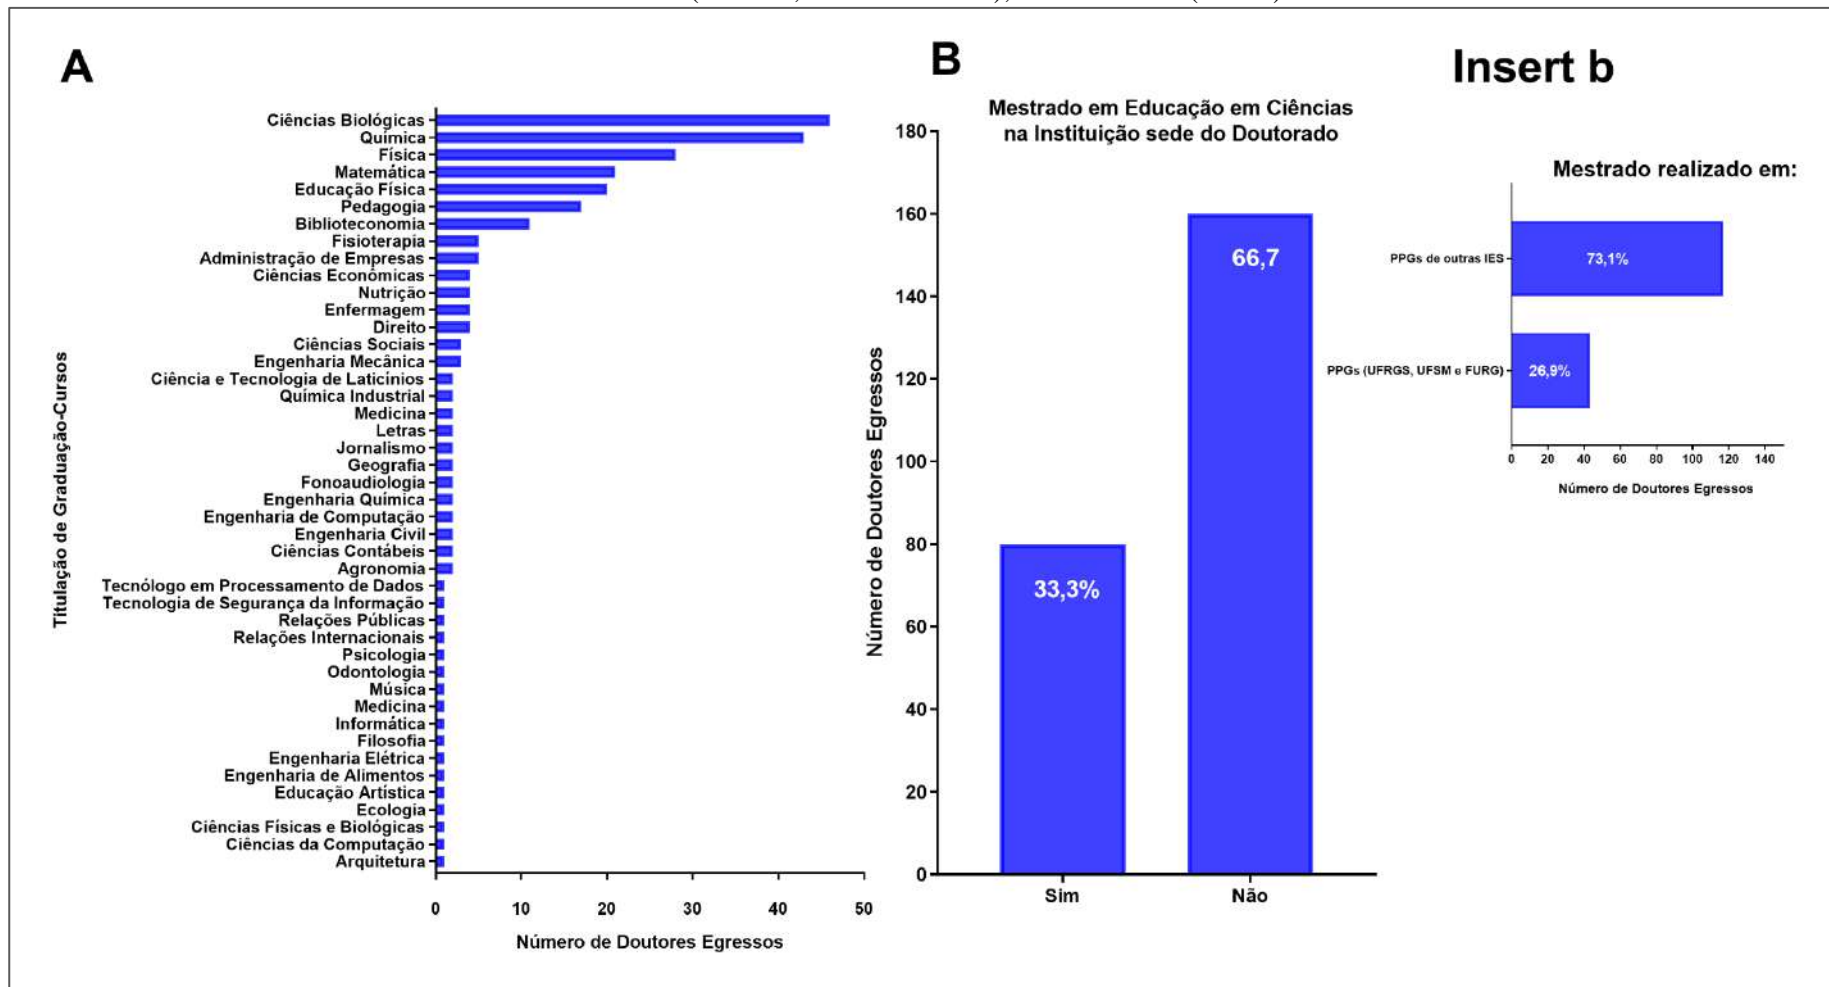 A
Ciências Biológicas
Química
Física
Matemática
Educação Física
Pedagogia
Biblioteconomia
Fisioterapia
Administração de Empresas
Ciências Econômicas
Nutrição
Enfermagem
Direito
Ciências Sociais
Engenharia Mecânica
Ciência e Tecnologia de Laticínios
Química Industrial
Medicina
Letras
Jornalismo
Geografia
Fonoaudiologia
Engenharia Química
Engenharia de Computação
Engenharia Civil
Ciências Contábeis
Agronomia
Tecnólogo em Processamento de Dados
Tecnologia de Segurança da Informação
Relações Públicas
Relações Internacionais
Psicologia
Odontologia
Música
Medicina
Informática
Filosofia
Engenharia Elétrica
Engenharia de Alimentos
Educação Artística
Ecologia
Ciências Físicas e Biológicas
Ciências da Computação
Arquitetura
Titulação de Graduação-Cursos
0 10 20 30 40 50
Número de Doutores Egressos
B
Mestrado em Educação em Ciências
na Instituição sede do Doutorado
180
160
140
120
100
80
60
40
20
0
Número de Doutores Egressos
33,3%
66,7
Sim Não
Insert b
Mestrado realizado em:
PPGs de outras IES
73,1%
PPGs (UFRGS, UFSM e FURG)
26,9%
0 20 40 60 80 100 120 140
Número de Doutores Egressos